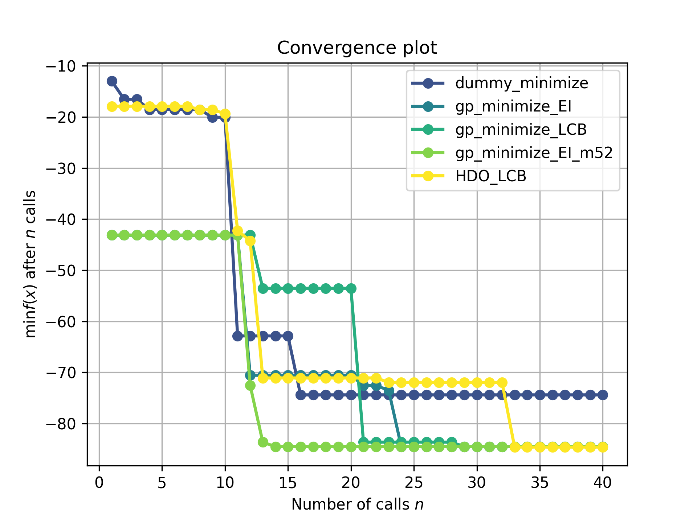 Convergence plot
min f(x) after n calls
−10
−20
−30
−40
−50
−60
−70
−80
dummy_minimize
gp_minimize_EI
gp_minimize_LCB
gp_minimize_EI_m52
HDO_LCB
0 5 10 15 20 25 30 35 40
Number of calls n